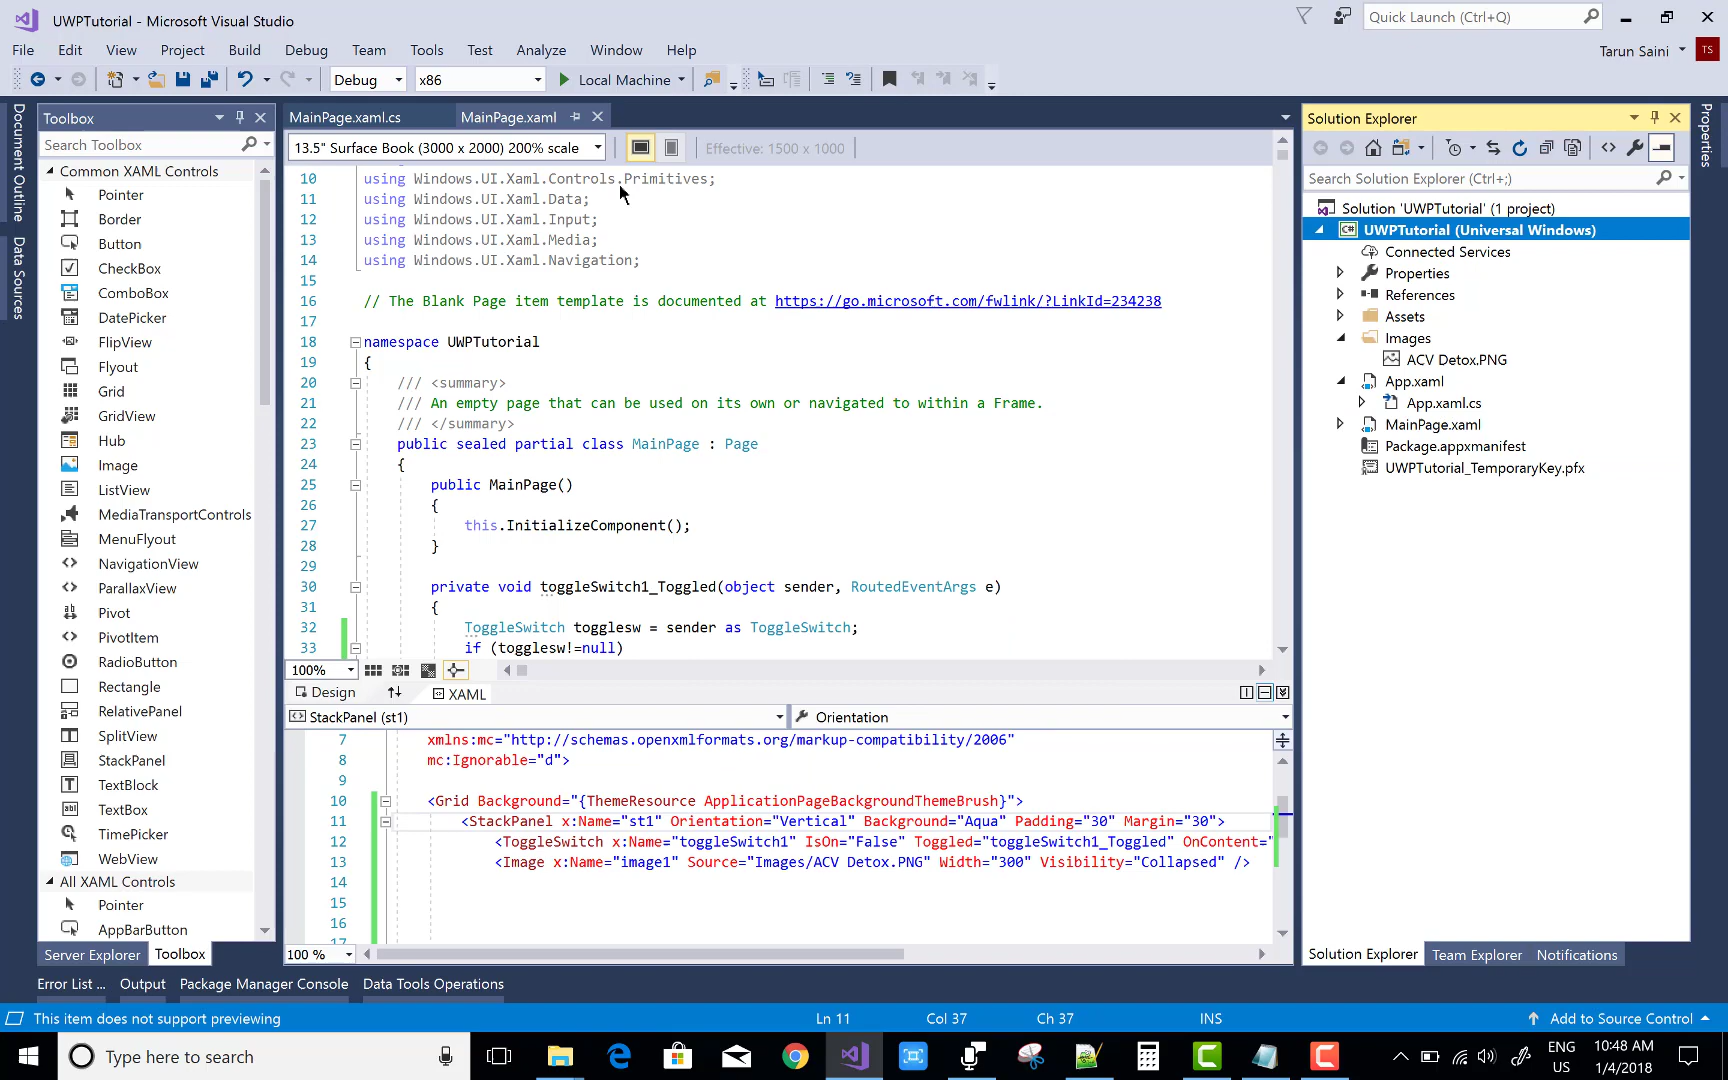 UWPTutorial - Microsoft Visual Studio
Quick Launch (Ctrl+Q)
File Edit View Project Build Debug Team Tools Test Analyze Window Help
Tarun Saini TS
Debug x86 Local Machine
Document Outline
Data Sources
Toolbox
Search Toolbox
Common XAML Controls
Pointer
Border
Button
CheckBox
ComboBox
DatePicker
FlipView
Flyout
Grid
GridView
Hub
Image
ListView
MediaTransportControls
MenuFlyout
NavigationView
ParallaxView
Pivot
PivotItem
RadioButton
Rectangle
RelativePanel
SplitView
StackPanel
TextBlock
TextBox
TimePicker
WebView
All XAML Controls
Pointer
AppBarButton
Server Explorer Toolbox
MainPage.xaml.cs MainPage.xaml
13.5" Surface Book (3000 x 2000) 200% scale Effective: 1500 x 1000
10 using Windows.UI.Xaml.Controls.Primitives;
11 using Windows.UI.Xaml.Data;
12 using Windows.UI.Xaml.Input;
13 using Windows.UI.Xaml.Media;
14 using Windows.UI.Xaml.Navigation;
15
16 // The Blank Page item template is documented at https://go.microsoft.com/fwlink/?LinkId=234238
17
18 namespace UWPTutorial
19 {
20 /// <summary>
21 /// An empty page that can be used on its own or navigated to within a Frame.
22 /// </summary>
23 public sealed partial class MainPage : Page
24 {
25 public MainPage()
26 {
27 this.InitializeComponent();
28 }
29
30 private void toggleSwitch1_Toggled(object sender, RoutedEventArgs e)
31 {
32 ToggleSwitch togglesw = sender as ToggleSwitch;
33 if (togglesw!=null)
100%
Design XAML
StackPanel (st1) Orientation
7 xmlns:mc="http://schemas.openxmlformats.org/markup-compatibility/2006"
8 mc:Ignorable="d">
9
10 <Grid Background="{ThemeResource ApplicationPageBackgroundThemeBrush}">
11 <StackPanel x:Name="st1" Orientation="Vertical" Background="Aqua" Padding="30" Margin="30">
12 <ToggleSwitch x:Name="toggleSwitch1" IsOn="False" Toggled="toggleSwitch1_Toggled" OnContent="
13 <Image x:Name="image1" Source="Images/ACV Detox.PNG" Width="300" Visibility="Collapsed" />
14
15
16
17
100 %
Solution Explorer
Search Solution Explorer (Ctrl+;)
Solution 'UWPTutorial' (1 project)
UWPTutorial (Universal Windows)
Connected Services
Properties
References
Assets
Images
ACV Detox.PNG
App.xaml
App.xaml.cs
MainPage.xaml
Package.appxmanifest
UWPTutorial_TemporaryKey.pfx
Solution Explorer Team Explorer Notifications
Properties
Error List ... Output Package Manager Console Data Tools Operations
This item does not support previewing Ln 11 Col 37 Ch 37 INS Add to Source Control
Type here to search
ENG
US
10:48 AM
1/4/2018